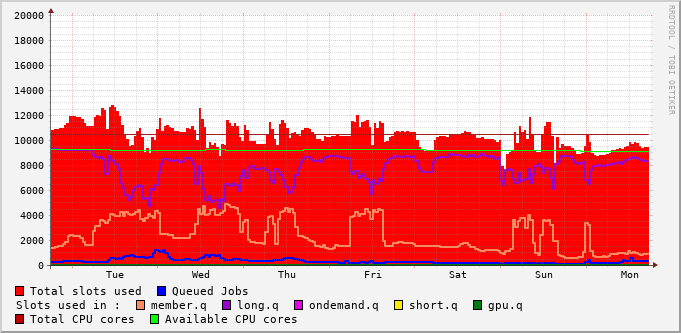 RRDTOOL / TOBI OETIKER
20000
18000
16000
14000
12000
10000
8000
6000
4000
2000
0
Tue Wed Thu Fri Sat Sun Mon
Total slots used Queued Jobs
Slots used in : member.q long.q ondemand.q short.q gpu.q
Total CPU cores Available CPU cores